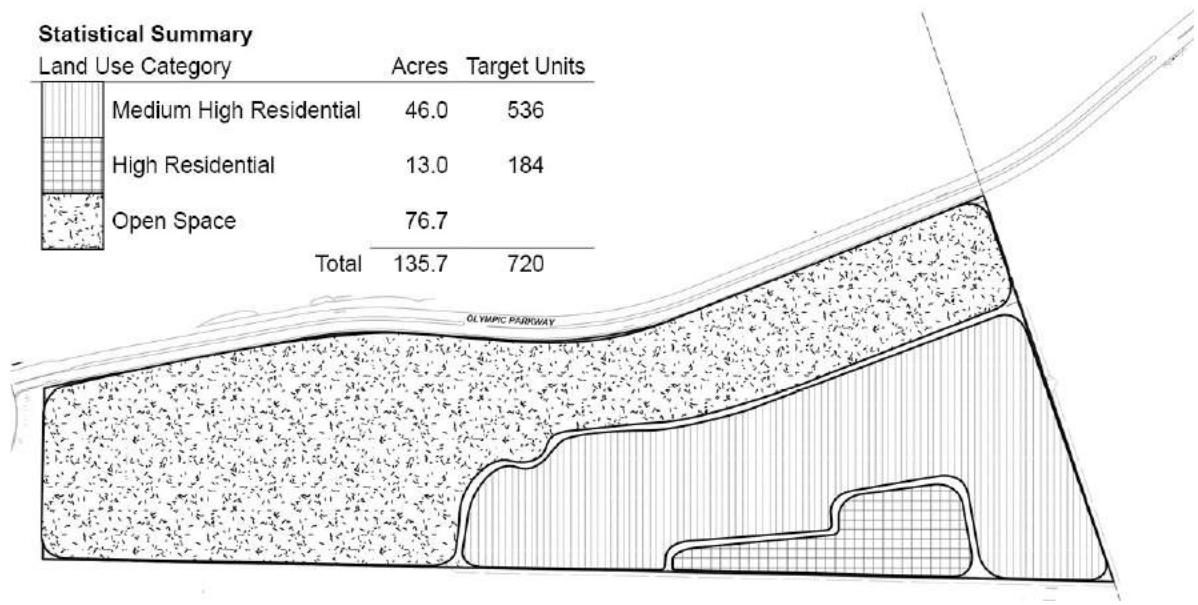 Statistical Summary
Land Use Category Acres Target Units
Medium High Residential 46.0 536
High Residential 13.0 184
Open Space 76.7
Total 135.7 720
OLYMPIC PARKWAY